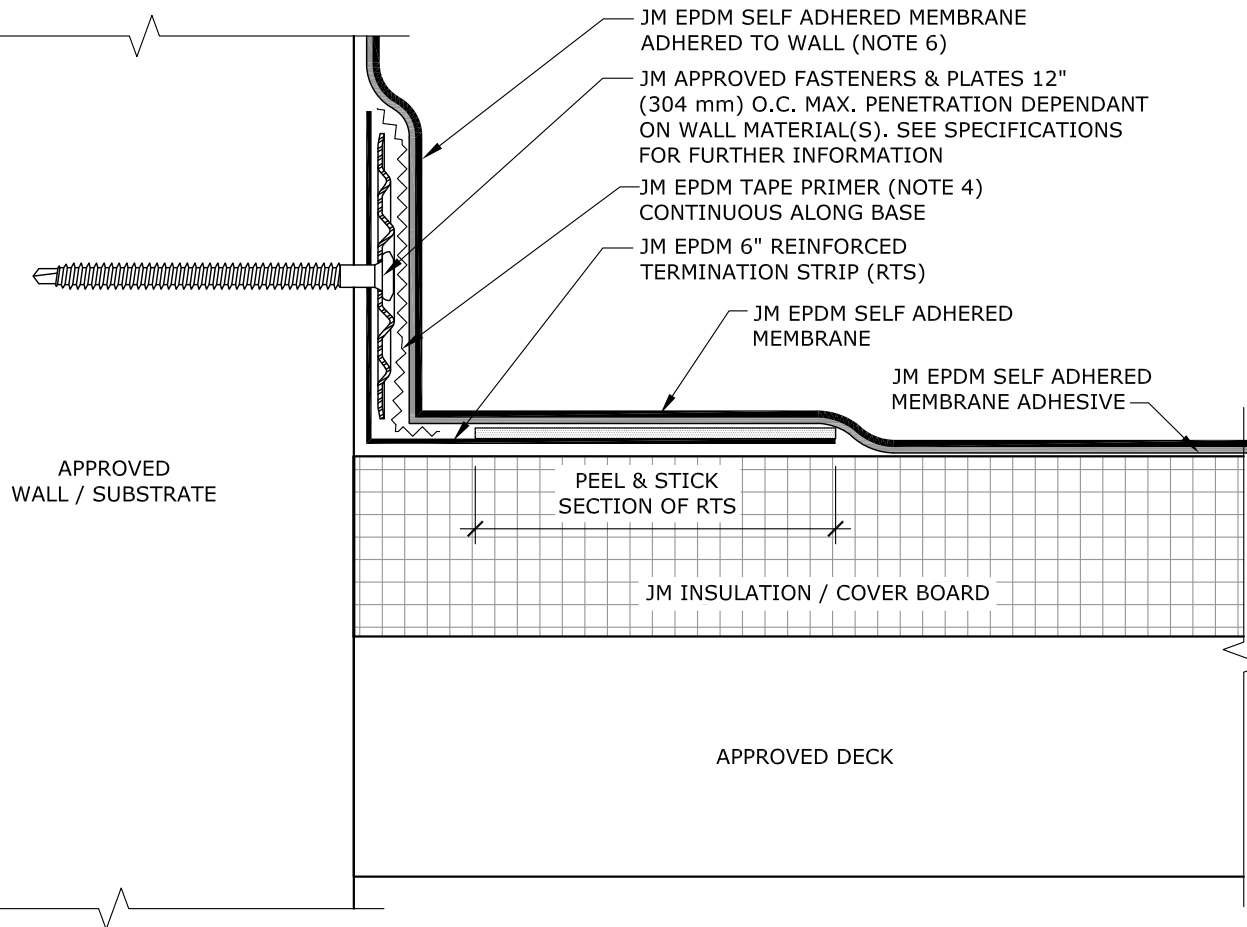 JM EPDM SELF ADHERED MEMBRANE
ADHERED TO WALL (NOTE 6)
JM APPROVED FASTENERS & PLATES 12"
(304 mm) O.C. MAX. PENETRATION DEPENDANT
ON WALL MATERIAL(S). SEE SPECIFICATIONS
FOR FURTHER INFORMATION
JM EPDM TAPE PRIMER (NOTE 4)
CONTINUOUS ALONG BASE
JM EPDM 6" REINFORCED
TERMINATION STRIP (RTS)
JM EPDM SELF ADHERED
MEMBRANE
JM EPDM SELF ADHERED
MEMBRANE ADHESIVE
APPROVED
WALL / SUBSTRATE
PEEL & STICK
SECTION OF RTS
JM INSULATION / COVER BOARD
APPROVED DECK